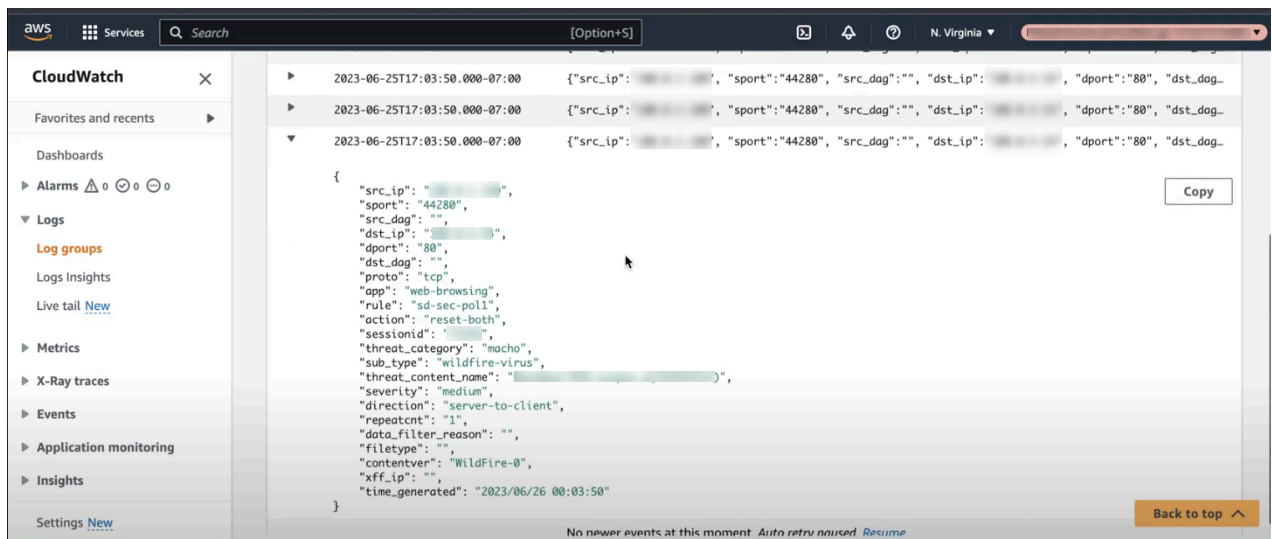 aws
Services
Search
[Option+S]
N. Virginia
CloudWatch
Favorites and recents
Dashboards
Alarms 0 0 0
Logs
Log groups
Logs Insights
Live tail New
Metrics
X-Ray traces
Events
Application monitoring
Insights
Settings New
2023-06-25T17:03:50.000-07:00 {"src_ip": ", "sport":"44280", "src_dag":"", "dst_ip": , "dport":"80", "dst_dag…
2023-06-25T17:03:50.000-07:00 {"src_ip": ", "sport":"44280", "src_dag":"", "dst_ip": , "dport":"80", "dst_dag…
2023-06-25T17:03:50.000-07:00 {"src_ip": ", "sport":"44280", "src_dag":"", "dst_ip": , "dport":"80", "dst_dag…
Copy
{
"src_ip": " ",
"sport": "44280",
"src_dag": "",
"dst_ip": " ",
"dport": "80",
"dst_dag": "",
"proto": "tcp",
"app": "web-browsing",
"rule": "sd-sec-pol1",
"action": "reset-both",
"sessionid": " ",
"threat_category": "macho",
"sub_type": "wildfire-virus",
"threat_content_name": " )",
"severity": "medium",
"direction": "server-to-client",
"repeatcnt": "1",
"data_filter_reason": "",
"filetype": "",
"contentver": "WildFire-0",
"xff_ip": "",
"time_generated": "2023/06/26 00:03:50"
}
No newer events at this moment. Auto retry paused. Resume
Back to top